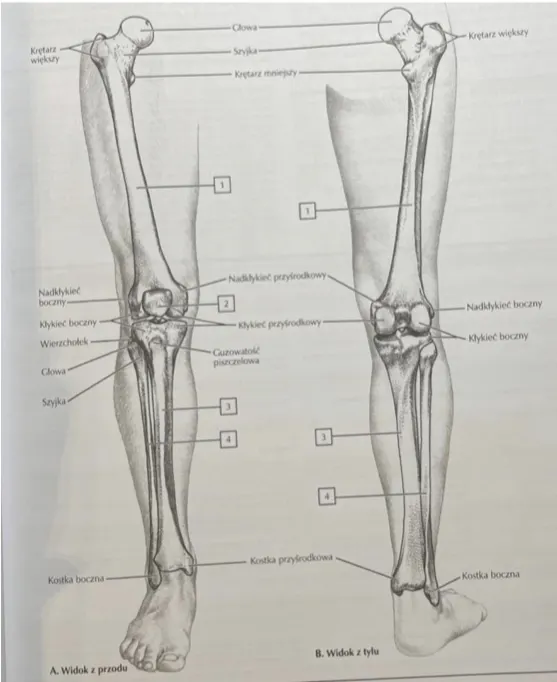 Głowa
Krętarz
większy
Szyjka
Krętarz większy
Krętarz mniejszy
1
1
Nadkłykieć
boczny
Nadkłykieć przyśrodkowy
2
Nadkłykieć boczny
Kłykieć boczny
Kłykieć przyśrodkowy
Kłykieć boczny
Wierzchołek
Głowa
Guzowatość
piszczelowa
Szyjka
3
4
3
4
Kostka boczna
Kostka przyśrodkowa
Kostka boczna
A. Widok z przodu
B. Widok z tyłu